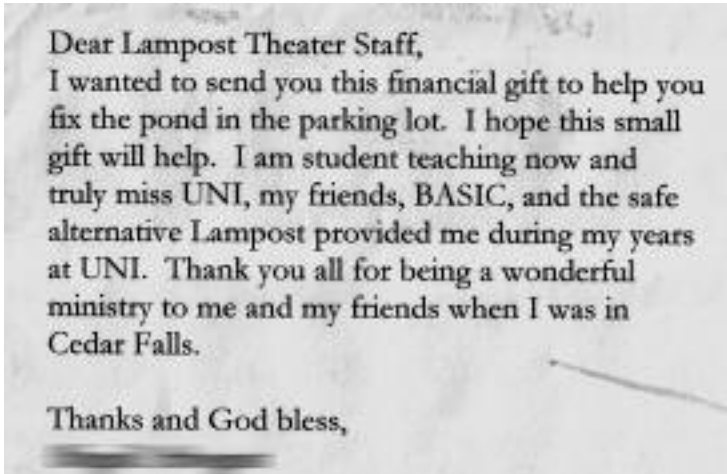 Dear Lampost Theater Staff,
I wanted to send you this financial gift to help you
fix the pond in the parking lot.  I hope this small
gift will help.  I am student teaching now and
truly miss UNI, my friends, BASIC, and the safe
alternative Lampost provided me during my years
at UNI.  Thank you all for being a wonderful
ministry to me and my friends when I was in
Cedar Falls.
Thanks and God bless,